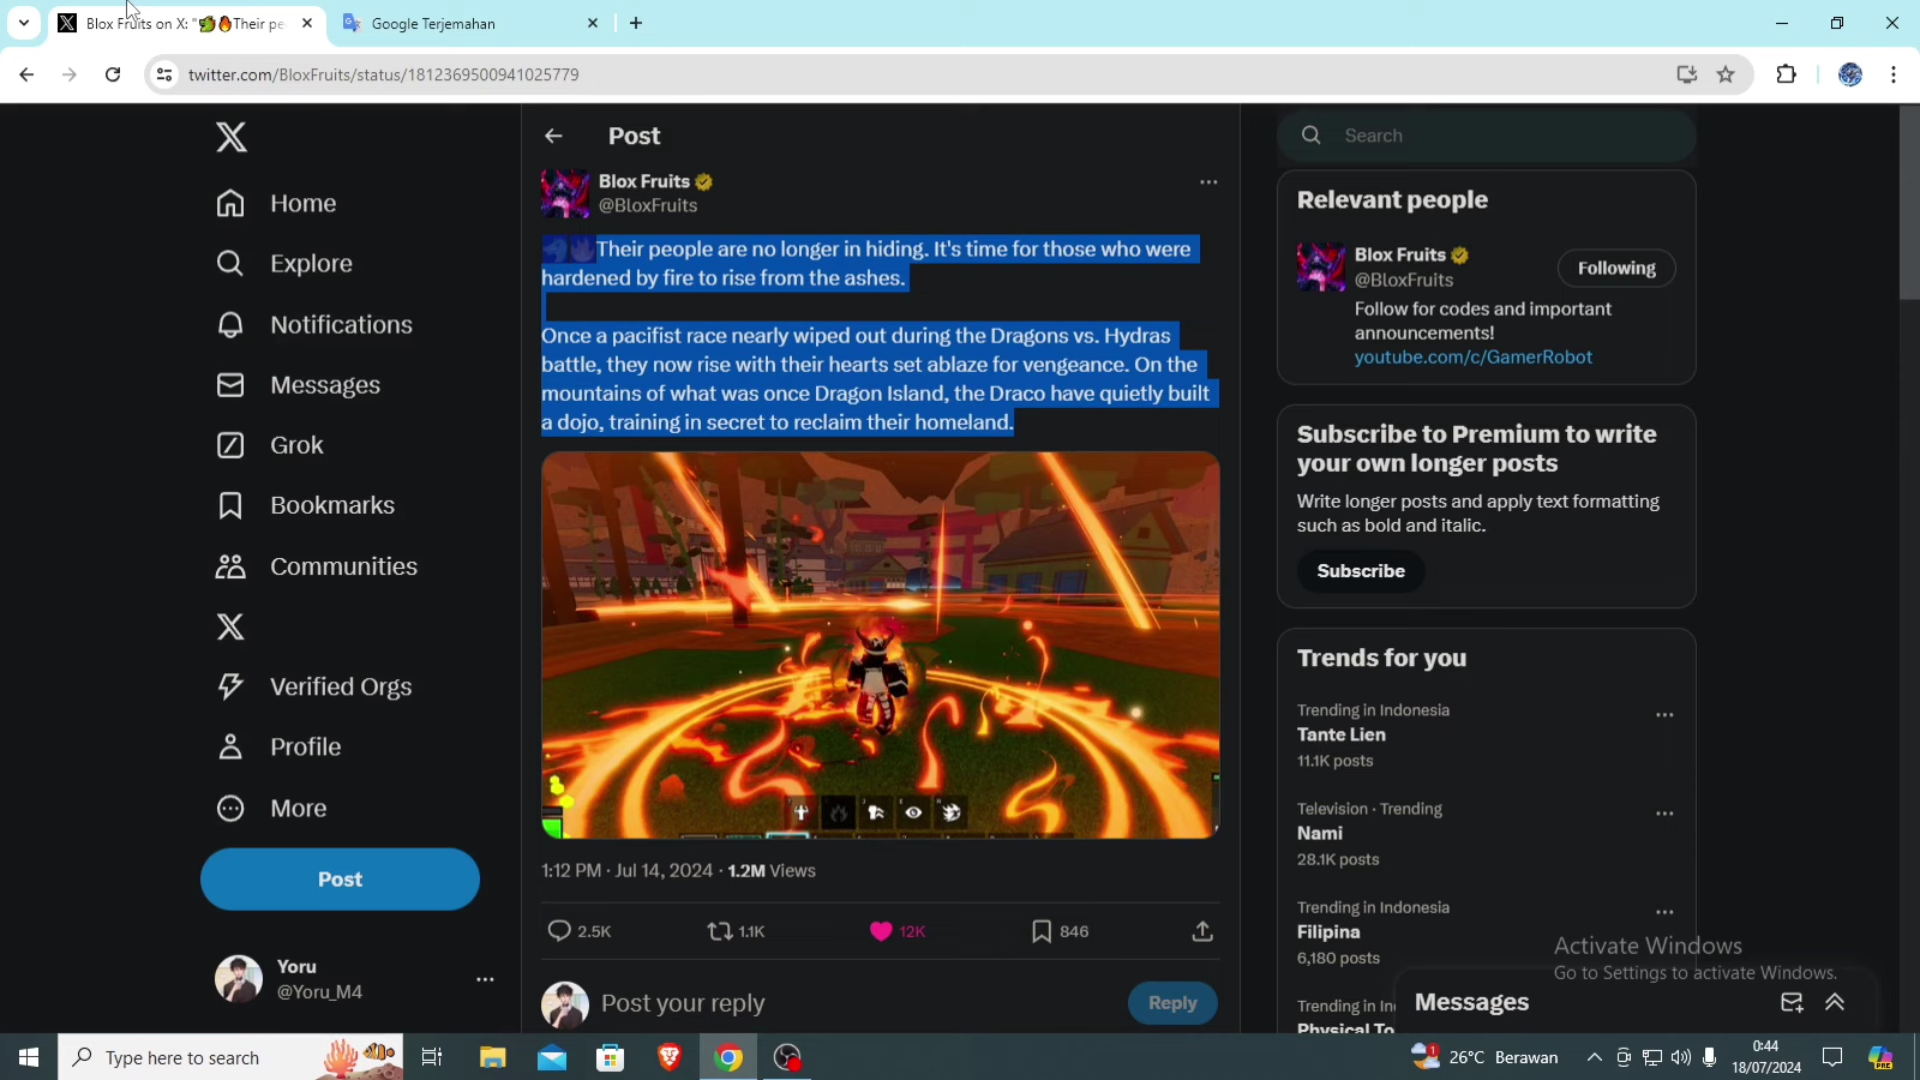 Blox Fruits on X: "🐲🔥Their pe
Google Terjemahan
twitter.com/BloxFruits/status/1812369500941025779
Home
Explore
Notifications
Messages
Grok
Bookmarks
Communities
Verified Orgs
Profile
More
Post
Yoru
@Yoru_M4
Post
Blox Fruits
@BloxFruits
Their people are no longer in hiding. It's time for those who were
hardened by fire to rise from the ashes.
Once a pacifist race nearly wiped out during the Dragons vs. Hydras
battle, they now rise with their hearts set ablaze for vengeance. On the
mountains of what was once Dragon Island, the Draco have quietly built
a dojo, training in secret to reclaim their homeland.
1:12 PM · Jul 14, 2024 · 1.2M Views
2.5K 1.1K 12K 846
Post your reply
Reply
Search
Relevant people
Blox Fruits
@BloxFruits
Following
Follow for codes and important
announcements!
youtube.com/c/GamerRobot
Subscribe to Premium to write
your own longer posts
Write longer posts and apply text formatting
such as bold and italic.
Subscribe
Trends for you
Trending in Indonesia
Tante Lien
11.1K posts
Television · Trending
Nami
28.1K posts
Trending in Indonesia
Filipina
6,180 posts
Trending in
Physical To
Activate Windows
Go to Settings to activate Windows.
Messages
Type here to search
26°C Berawan
0:44
18/07/2024